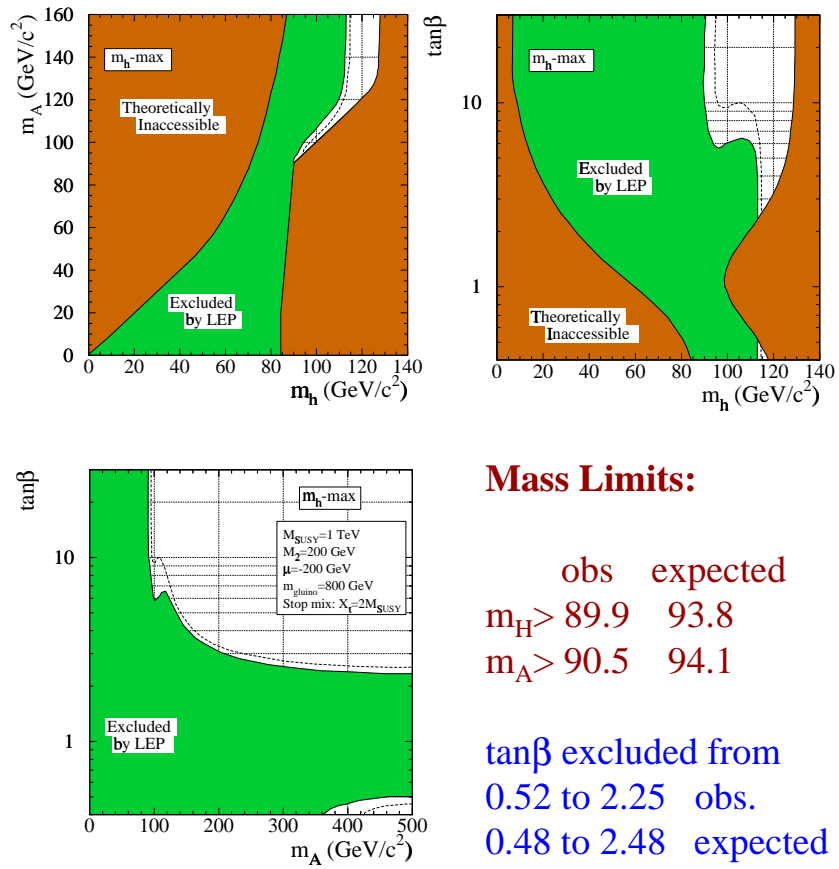 160
140
120
100
80
60
40
20
0
m_A (GeV/c²)
m_h-max
Theoretically
Inaccessible
Excluded
by LEP
0 20 40 60 80 100 120 140
m_h (GeV/c²)
tanβ
10
1
m_h-max
Excluded
by LEP
Theoretically
Inaccessible
0 20 40 60 80 100 120 140
m_h (GeV/c²)
tanβ
10
1
m_h-max
M_SUSY=1 TeV
M_2=200 GeV
μ=-200 GeV
m_gluino=800 GeV
Stop mix: X_t=2M_SUSY
Excluded
by LEP
0 100 200 300 400 500
m_A (GeV/c²)
Mass Limits:
obs expected
m_H> 89.9 93.8
m_A> 90.5 94.1
tanβ excluded from
0.52 to 2.25 obs.
0.48 to 2.48 expected